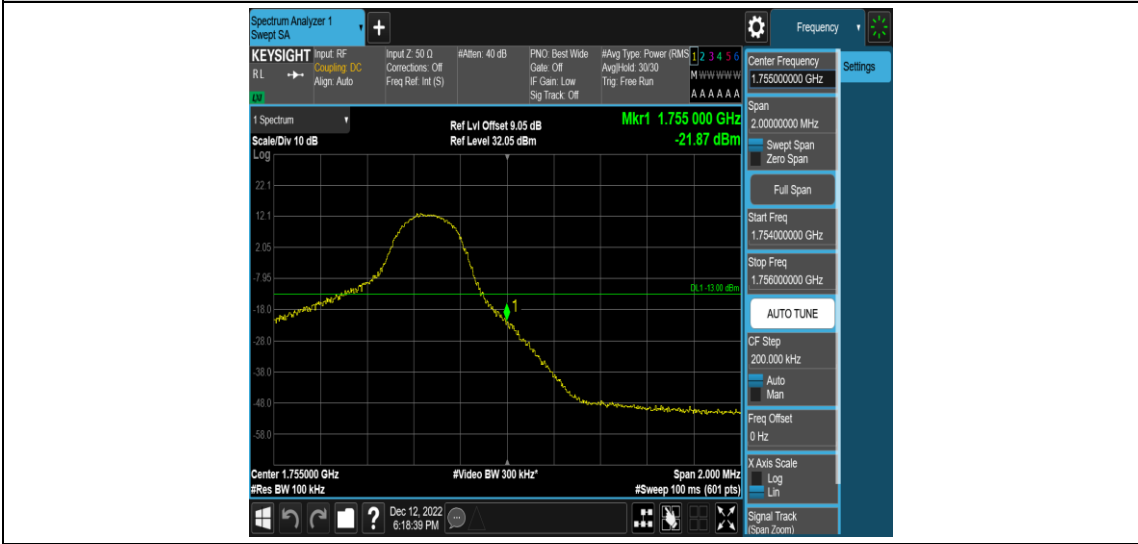 Spectrum Analyzer 1
Swept SA
+
Frequency
KEYSIGHT
RL
Input: RF
Coupling: DC
Align: Auto
Input Z: 50 Ω
Corrections: Off
Freq Ref: Int (S)
#Atten: 40 dB
PNO: Best Wide
Gate: Off
IF Gain: Low
Sig Track: Off
#Avg Type: Power (RMS
Avg|Hold: 30/30
Trig: Free Run
1 2 3 4 5 6
M W W W W W
A A A A A A
1 Spectrum
Scale/Div 10 dB
Log
Ref Lvl Offset 9.05 dB
Ref Level 32.05 dBm
Mkr1 1.755 000 GHz
-21.87 dBm
22.1
12.1
2.05
-7.95
-18.0
-28.0
-38.0
-48.0
-58.0
DL1 -13.00 dBm
1
Center 1.755000 GHz
#Res BW 100 kHz
#Video BW 300 kHz*
Span 2.000 MHz
#Sweep 100 ms (601 pts)
?
Dec 12, 2022
6:18:39 PM
Center Frequency
1.755000000 GHz
Settings
Span
2.00000000 MHz
Swept Span
Zero Span
Full Span
Start Freq
1.754000000 GHz
Stop Freq
1.756000000 GHz
AUTO TUNE
CF Step
200.000 kHz
Auto
Man
Freq Offset
0 Hz
X Axis Scale
Log
Lin
Signal Track
(Span Zoom)